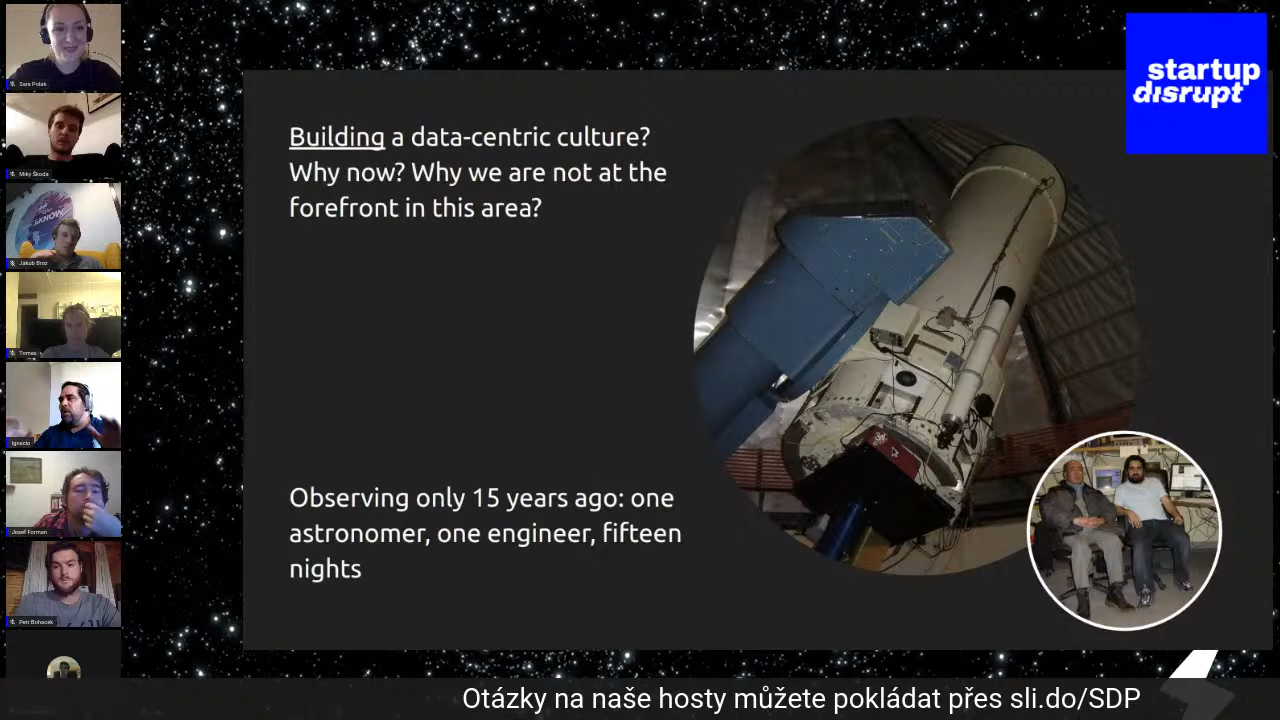 Sara Polak
Miky Škoda
Jakub Broz
Tomas
Ignacio
Josef Forman
Petr Bohacek
startup
disrupt
Building a data-centric culture?
Why now? Why we are not at the
forefront in this area?
Observing only 15 years ago: one
astronomer, one engineer, fifteen
nights
Otázky na naše hosty můžete pokládat přes sli.do/SDP